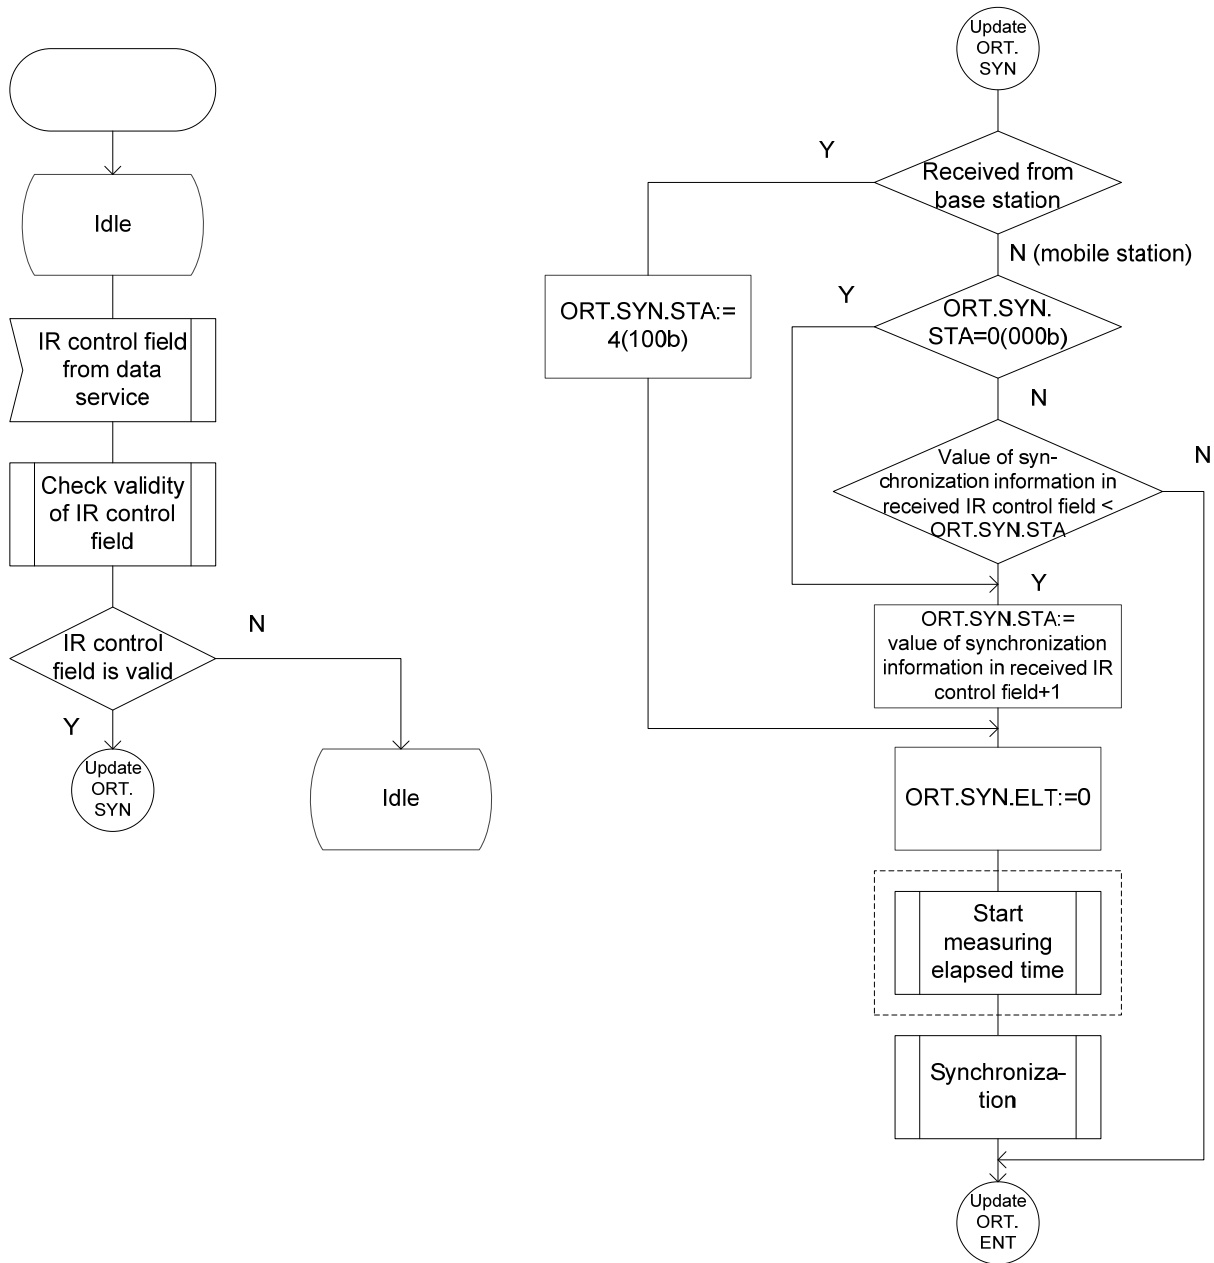 Idle
IR control field
from data
service
Check validity
of IR control
field
IR control
field is valid
N
Y
Update
ORT.
SYN
Idle
Update
ORT.
SYN
Received from
base station
Y
N (mobile station)
ORT.SYN.STA:=
4(100b)
ORT.SYN.
STA=0(000b)
Y
N
Value of syn-
chronization information in
received IR control field <
ORT.SYN.STA
N
Y
ORT.SYN.STA:=
value of synchronization
information in received IR
control field+1
ORT.SYN.ELT:=0
Start
measuring
elapsed time
Synchroniza-
tion
Update
ORT.
ENT